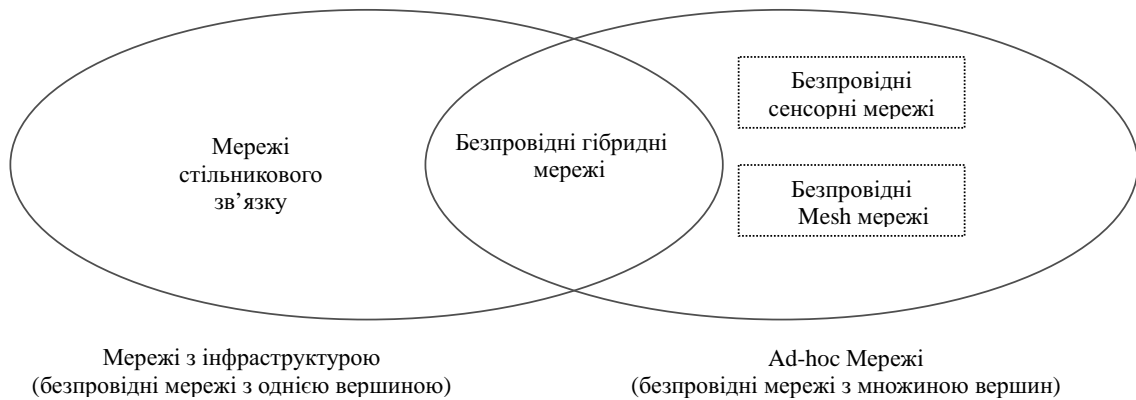 Мережі
стільникового
зв’язку
Безпровідні гібридні
мережі
Безпровідні
сенсорні мережі
Безпровідні
Mesh мережі
Мережі з інфраструктурою
(безпровідні мережі з однією вершиною)
Ad-hoc Мережі
(безпровідні мережі з множиною вершин)